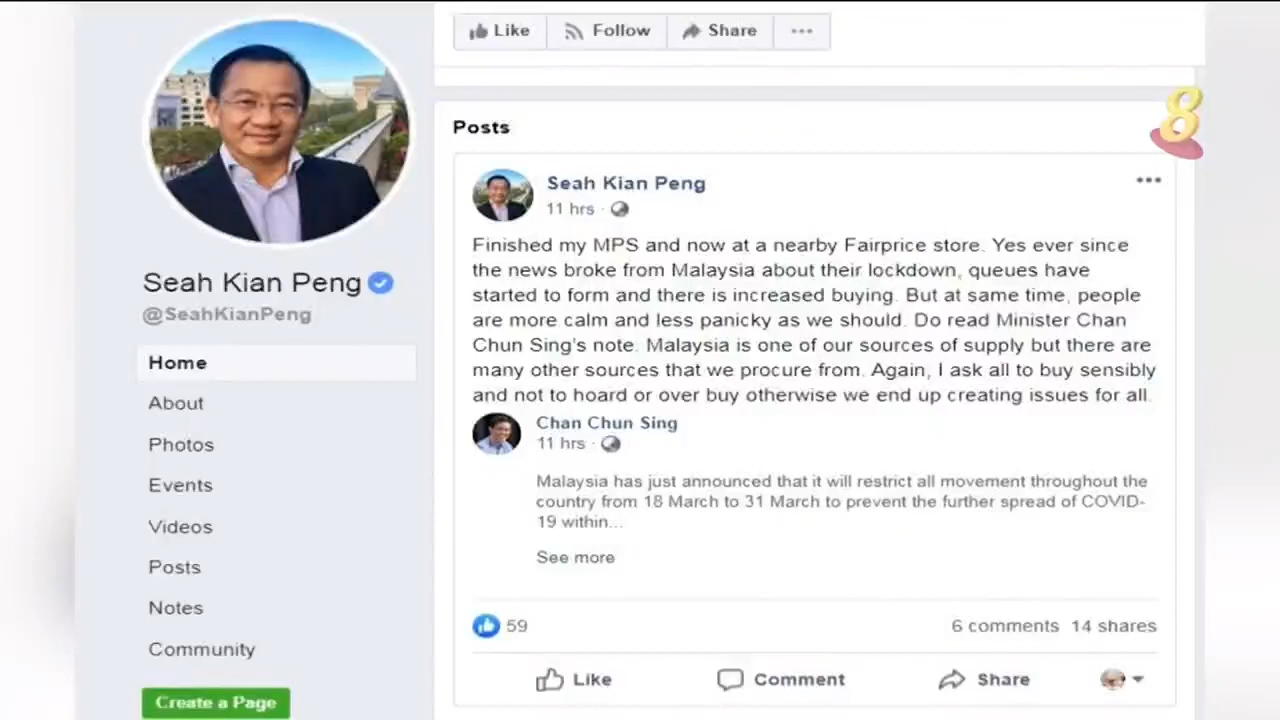 Like
Follow
Share
Posts
8
Seah Kian Peng
11 hrs
Finished my MPS and now at a nearby Fairprice store. Yes ever since
the news broke from Malaysia about their lockdown, queues have
started to form and there is increased buying. But at same time, people
are more calm and less panicky as we should. Do read Minister Chan
Chun Sing's note. Malaysia is one of our sources of supply but there are
many other sources that we procure from. Again, I ask all to buy sensibly
and not to hoard or over buy otherwise we end up creating issues for all.
Chan Chun Sing
11 hrs
Malaysia has just announced that it will restrict all movement throughout the
country from 18 March to 31 March to prevent the further spread of COVID-
19 within...
See more
59
6 comments 14 shares
Like
Comment
Share
Seah Kian Peng
@SeahKianPeng
Home
About
Photos
Events
Videos
Posts
Notes
Community
Create a Page